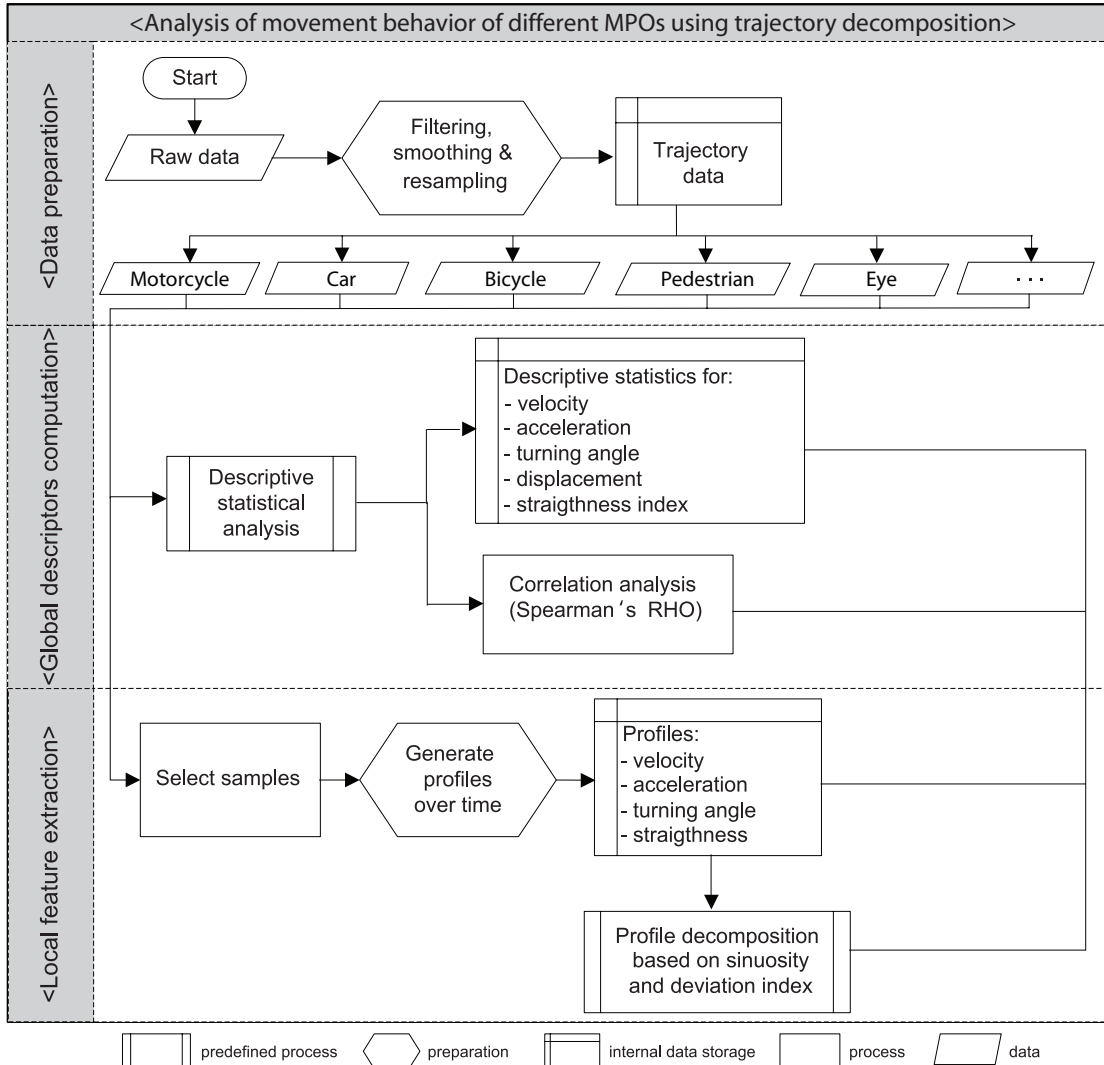 <Analysis of movement behavior of different MPOs using trajectory decomposition>
<Data preparation>
Start
Raw data
Filtering,
smoothing &
resampling
Trajectory
data
Motorcycle
Car
Bicycle
Pedestrian
Eye
...
<Global descriptors computation>
Descriptive
statistical
analysis
Descriptive statistics for:
- velocity
- acceleration
- turning angle
- displacement
- straigthness index
Correlation analysis
(Spearman‘s RHO)
<Local feature extraction>
Select samples
Generate
profiles
over time
Profiles:
- velocity
- acceleration
- turning angle
- straigthness
Profile decomposition
based on sinuosity
and deviation index
predefined process
preparation
internal data storage
process
data